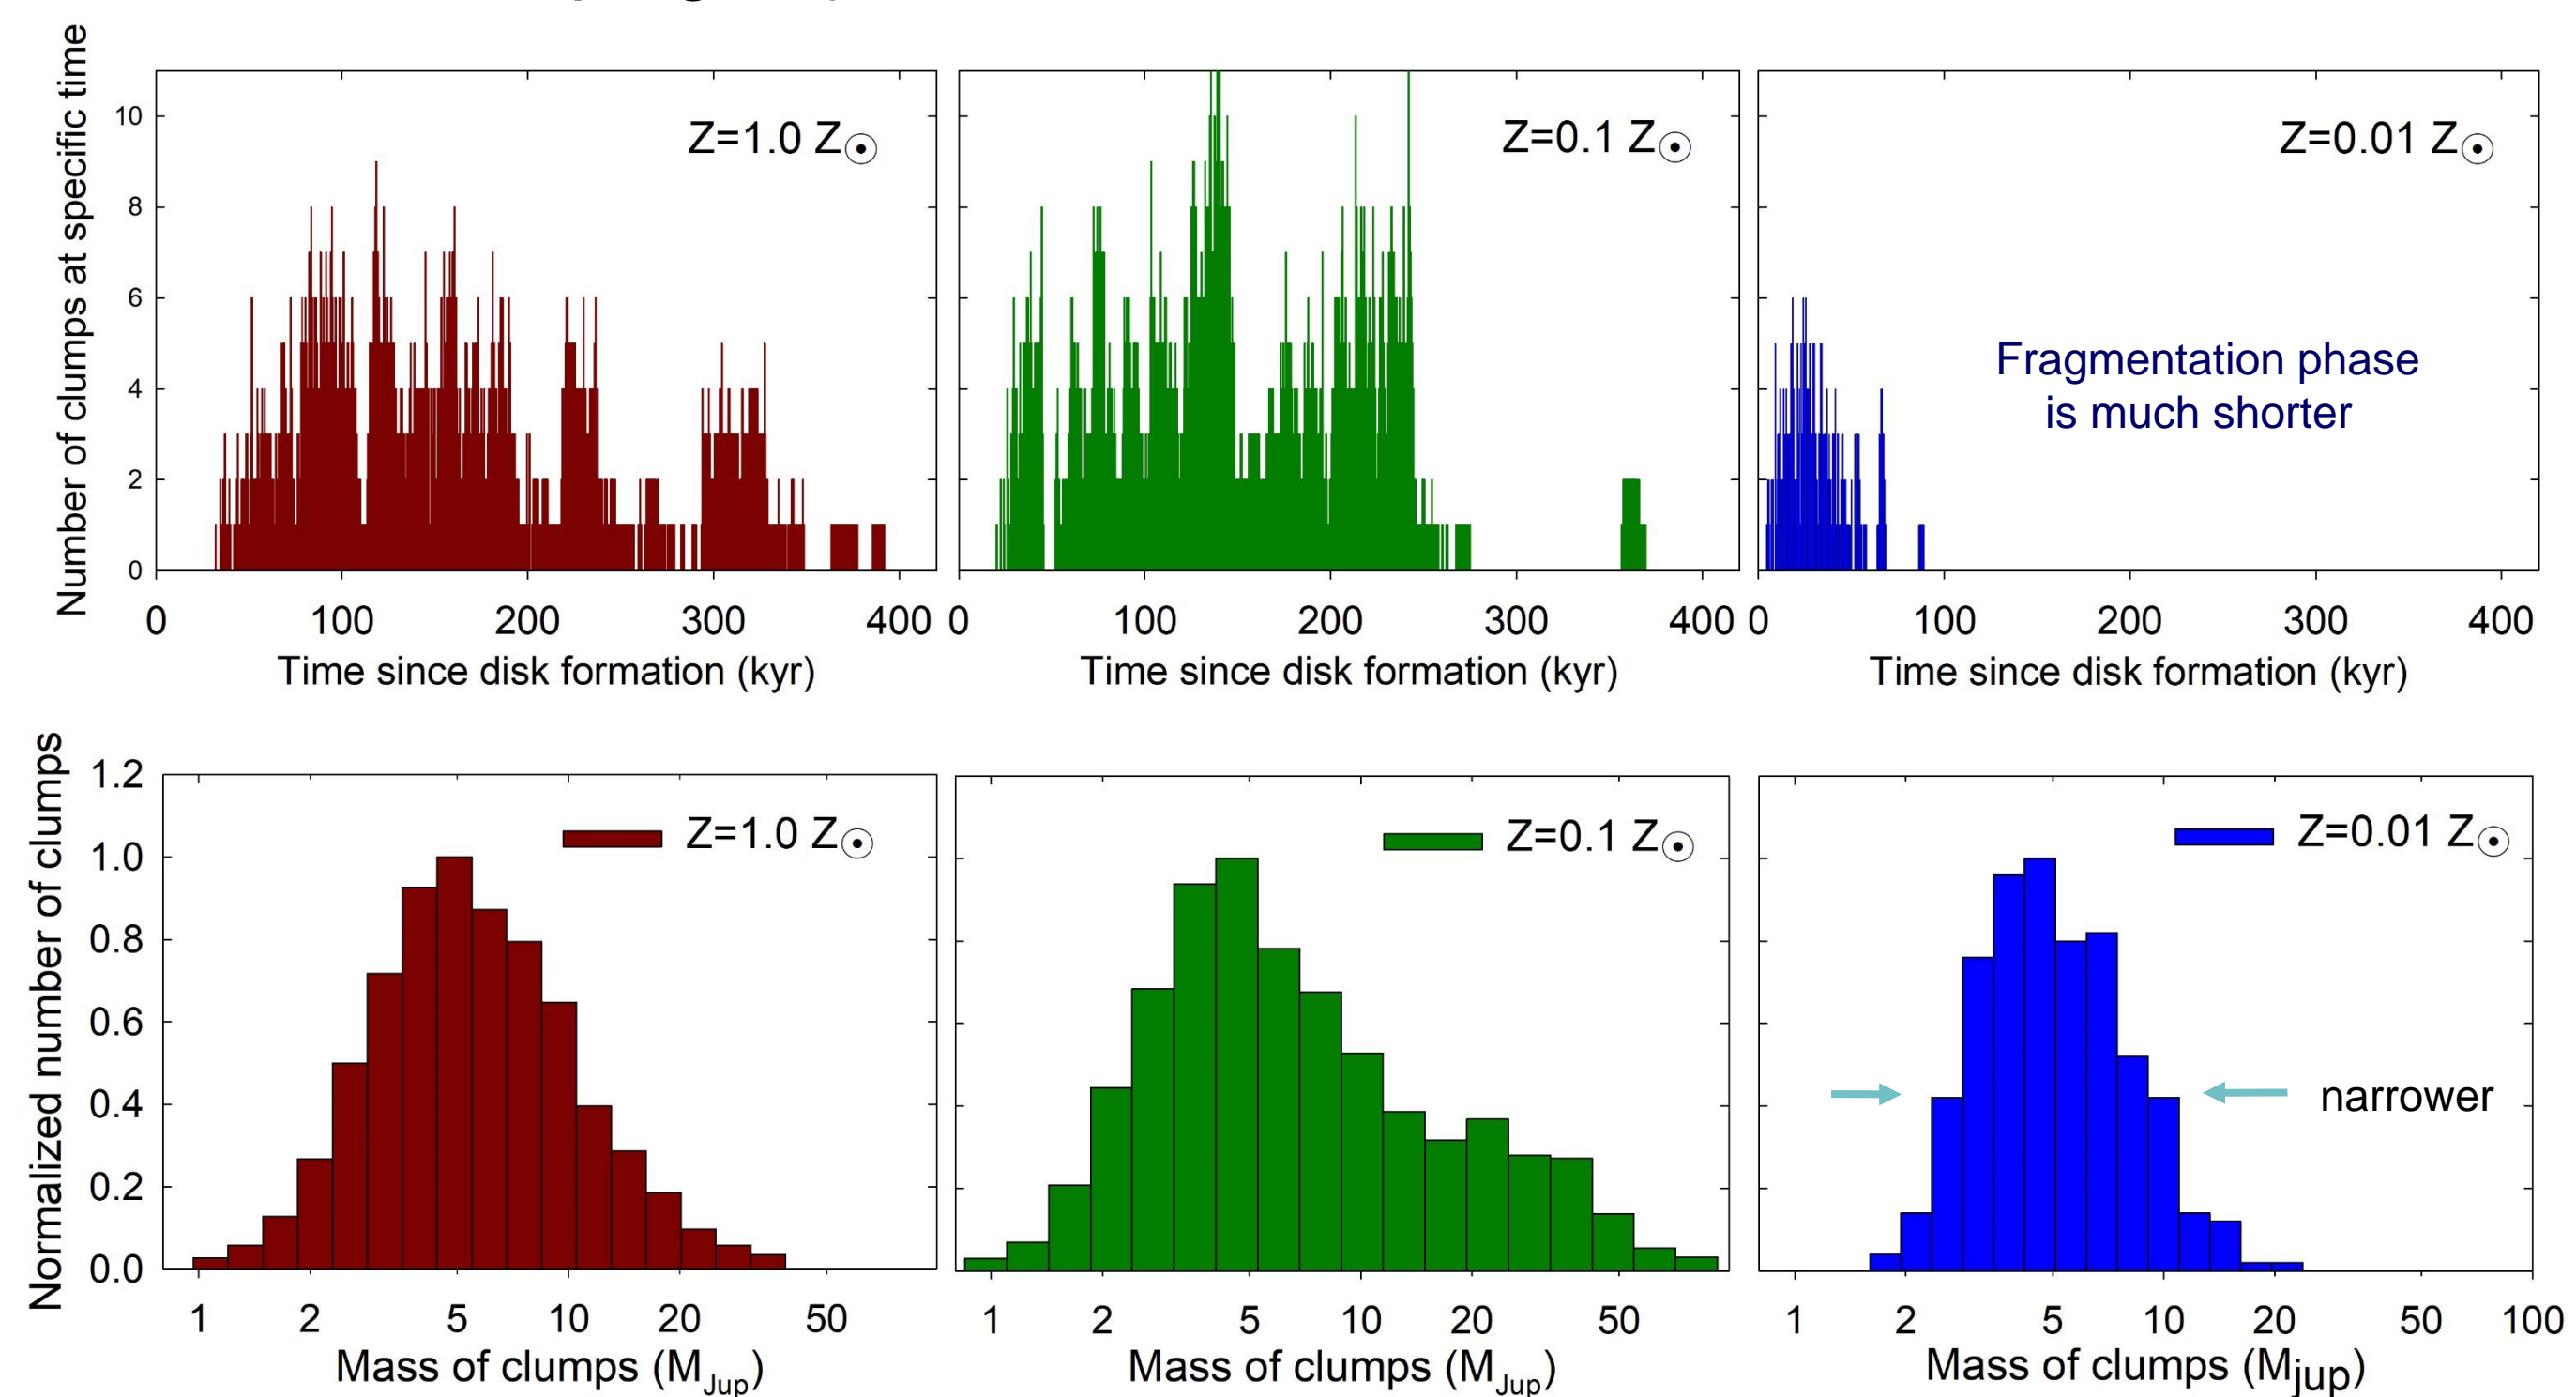 Number of clumps at specific time
10
8
6
4
2
0
Z=1.0 Z☉
Z=0.1 Z☉
Z=0.01 Z☉
Fragmentation phase
is much shorter
0 100 200 300 400
0 100 200 300 400
0 100 200 300 400
Time since disk formation (kyr)
Time since disk formation (kyr)
Time since disk formation (kyr)
Normalized number of clumps
1.2
1.0
0.8
0.6
0.4
0.2
0.0
Z=1.0 Z☉
Z=0.1 Z☉
Z=0.01 Z☉
narrower
1 2 5 10 20 50
1 2 5 10 20 50
1 2 5 10 20 50 100
Mass of clumps (MJup)
Mass of clumps (MJup)
Mass of clumps (Mjup)